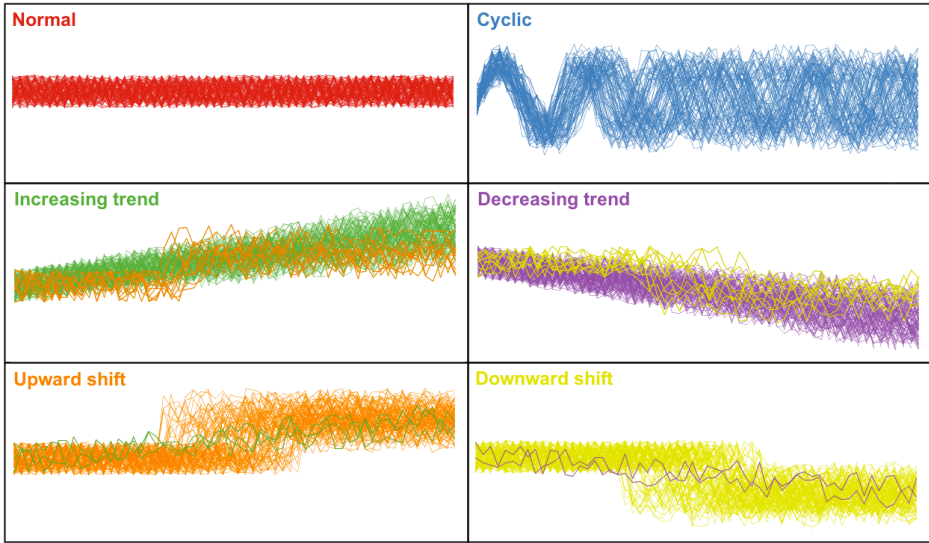 Normal
Cyclic
Increasing trend
Decreasing trend
Upward shift
Downward shift